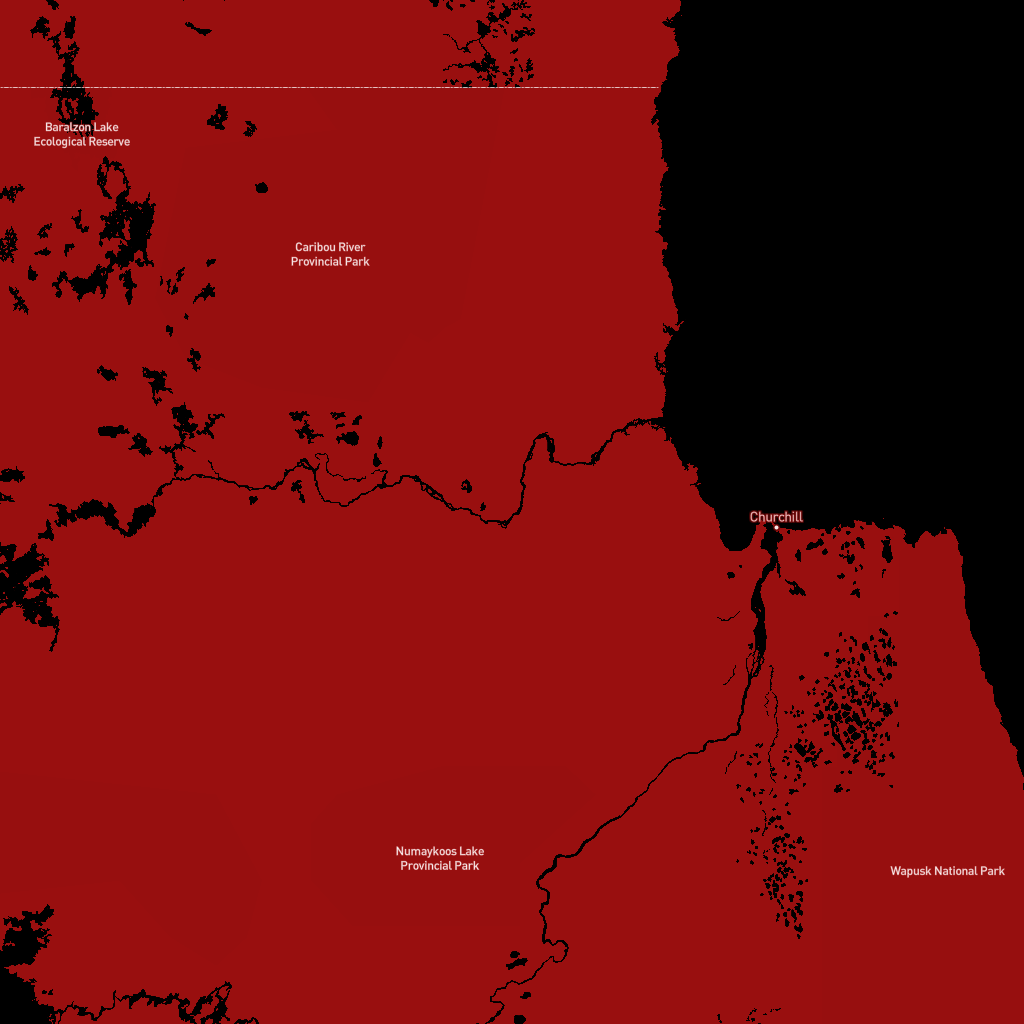 Baralzon Lake
Ecological Reserve
Caribou River
Provincial Park
Churchill
Numaykoos Lake
Provincial Park
Wapusk National Park